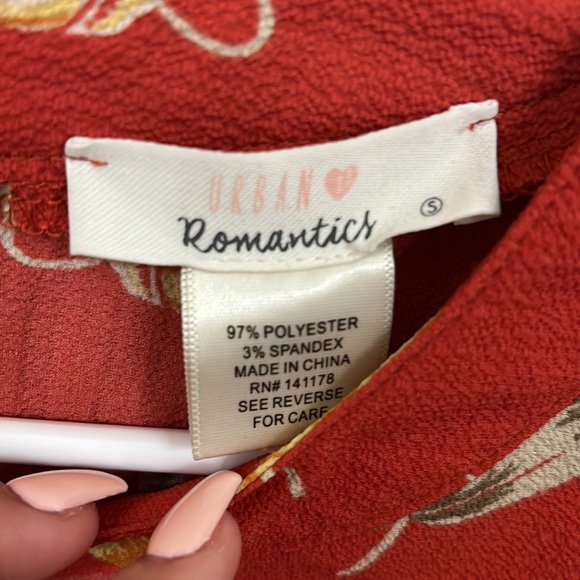 URBAN
Romantics
S
97% POLYESTER
3% SPANDEX
MADE IN CHINA
RN# 141178
SEE REVERSE
FOR CARE